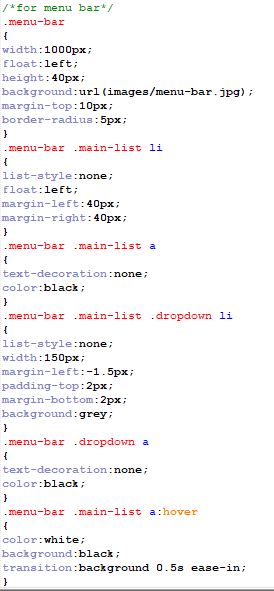 /*for menu bar*/
.menu-bar
{
width:1000px;
float:left;
height:40px;
background:url(images/menu-bar.jpg);
margin-top:10px;
border-radius:5px;
}
.menu-bar .main-list li
{
list-style:none;
float:left;
margin-left:40px;
margin-right:40px;
}
.menu-bar .main-list a
{
text-decoration:none;
color:black;
}
.menu-bar .main-list .dropdown li
{
list-style:none;
width:150px;
margin-left:-1.5px;
padding-top:2px;
margin-bottom:2px;
background:grey;
}
.menu-bar .dropdown a
{
text-decoration:none;
color:black;
}
.menu-bar .main-list a:hover
{
color:white;
background:black;
transition:background 0.5s ease-in;
}